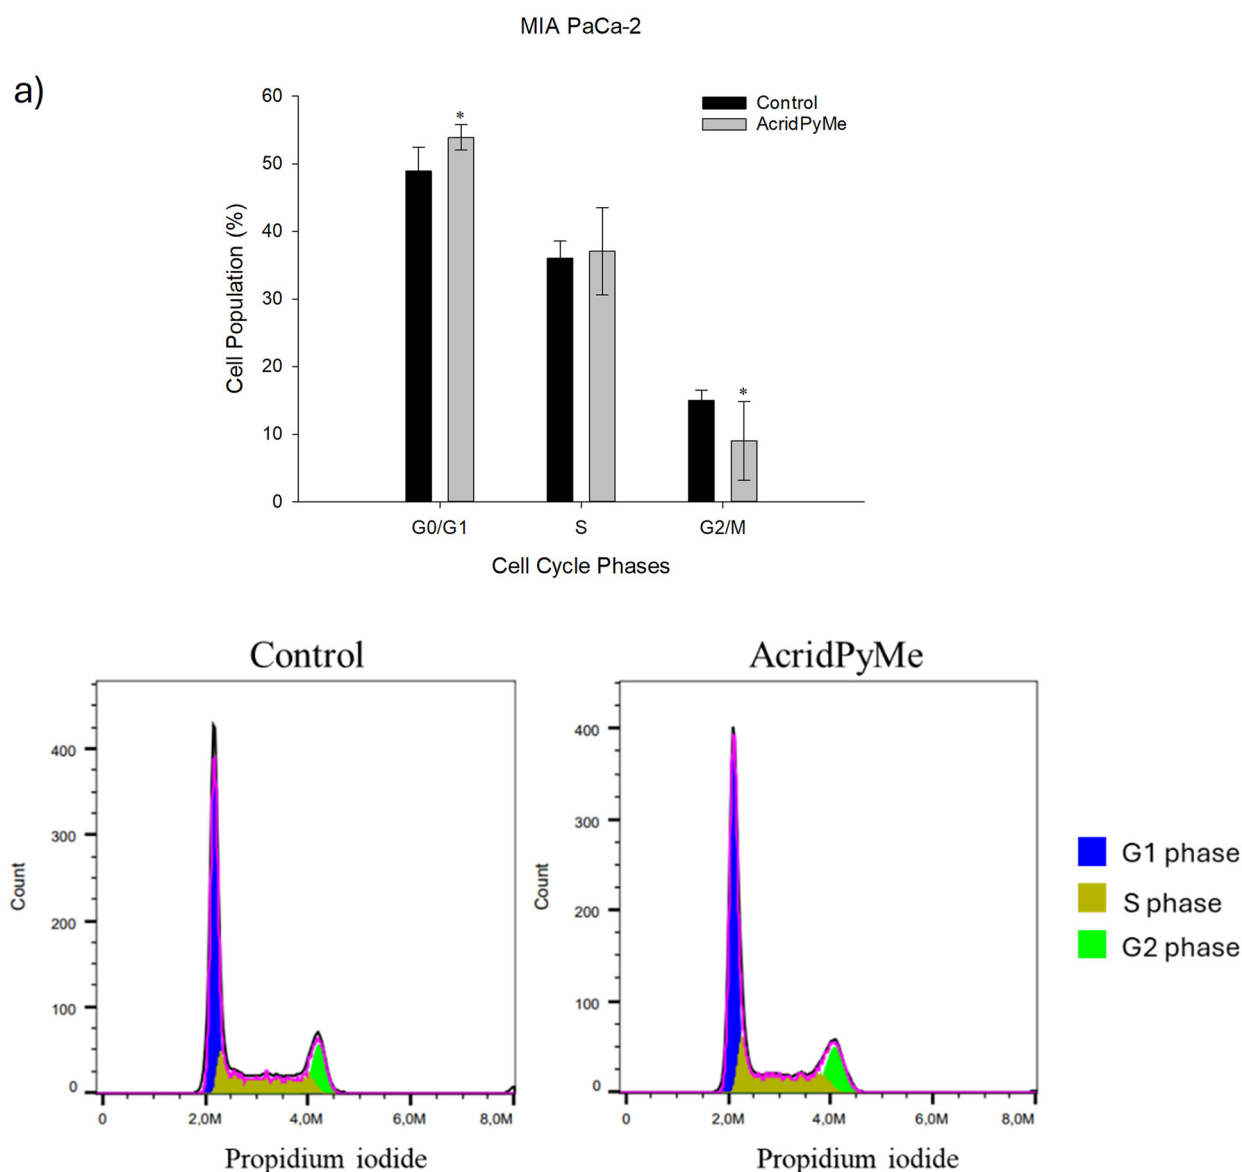 MIA PaCa-2
a)
60
50
40
30
20
10
0
Cell Population (%)
*
*
Control
AcridPyMe
G0/G1 S G2/M
Cell Cycle Phases
Control
400
300
200
100
0
Count
0 2,0M 4,0M 6,0M 8,0M
Propidium iodide
AcridPyMe
400
300
200
100
0
Count
0 2,0M 4,0M 6,0M 8,0M
Propidium iodide
G1 phase
S phase
G2 phase